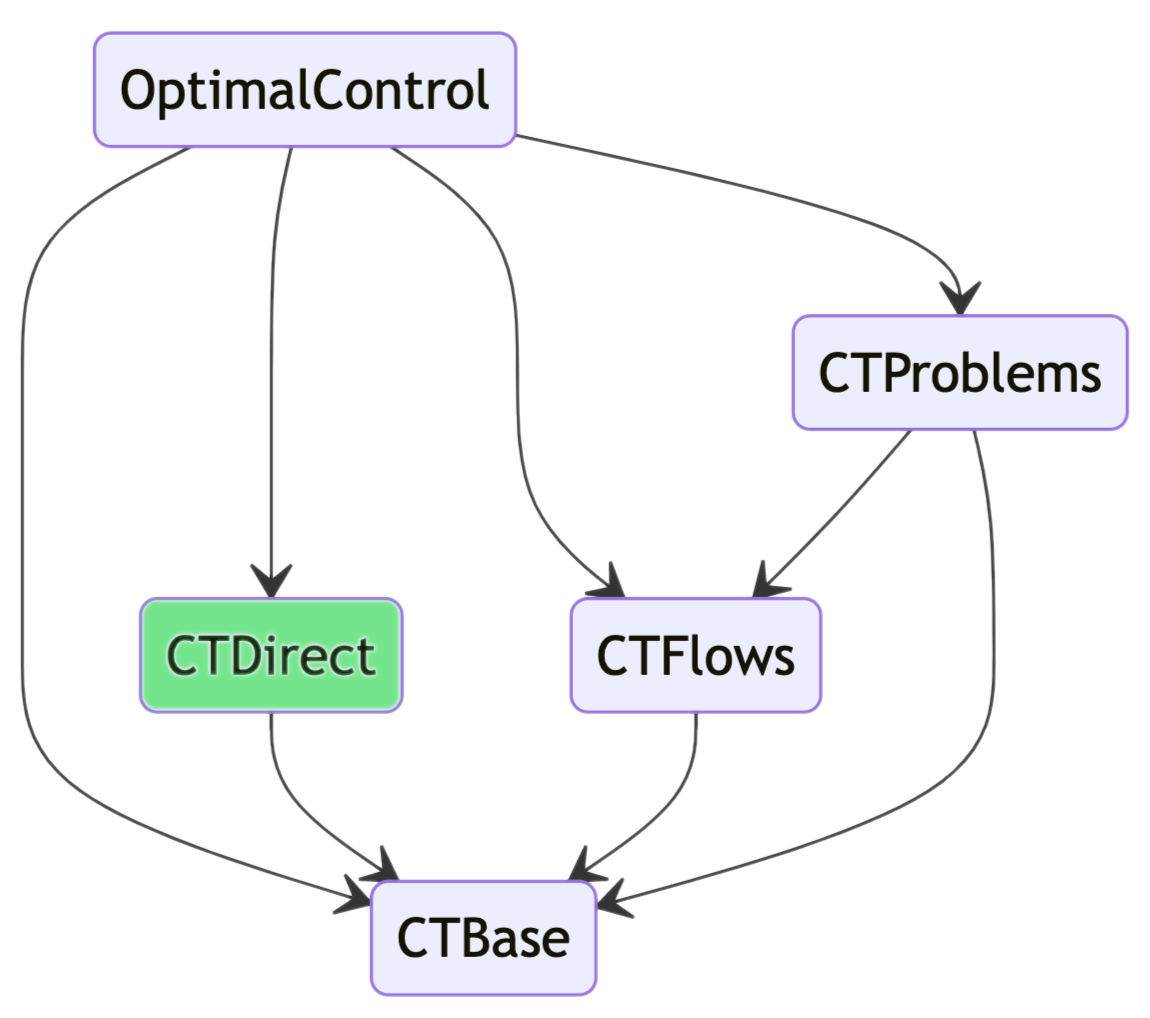 OptimalControl
CTProblems
CTDirect
CTFlows
CTBase